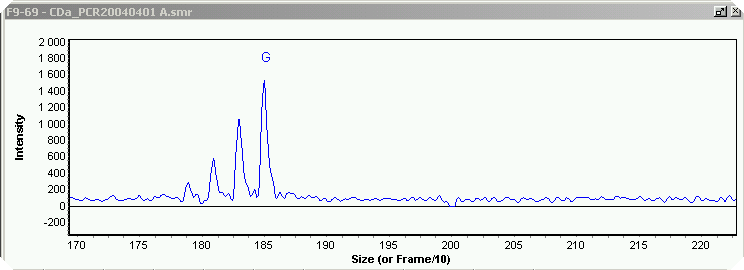 F9-69 - CDa_PCR20040401 A.smr
G
2 000
1 800
1 600
1 400
1 200
1 000
800
600
400
200
0
-200
Intensity
170 175 180 185 190 195 200 205 210 215 220
Size (or Frame/10)